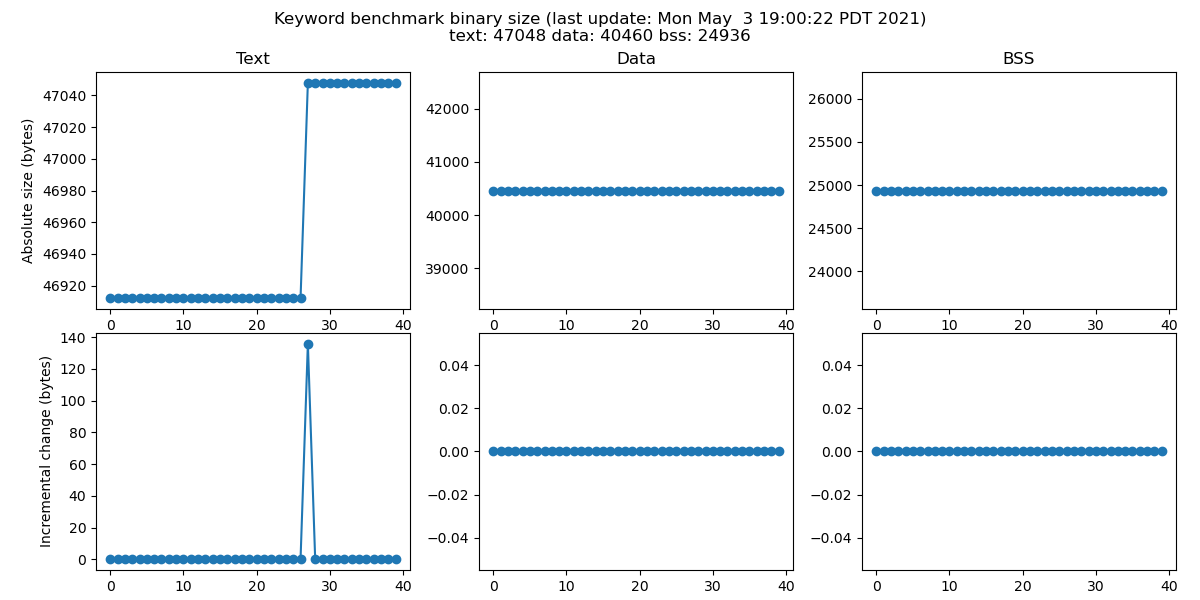 Keyword benchmark binary size (last update: Mon May  3 19:00:22 PDT 2021)
text: 47048 data: 40460 bss: 24936
Text
Data
BSS
Absolute size (bytes)
47040
47020
47000
46980
46960
46940
46920
0 10 20 30 40
42000
41000
40000
39000
0 10 20 30 40
26000
25500
25000
24500
24000
0 10 20 30 40
Incremental change (bytes)
140
120
100
80
60
40
20
0
0 10 20 30 40
0.04
0.02
0.00
−0.02
−0.04
0 10 20 30 40
0.04
0.02
0.00
−0.02
−0.04
0 10 20 30 40